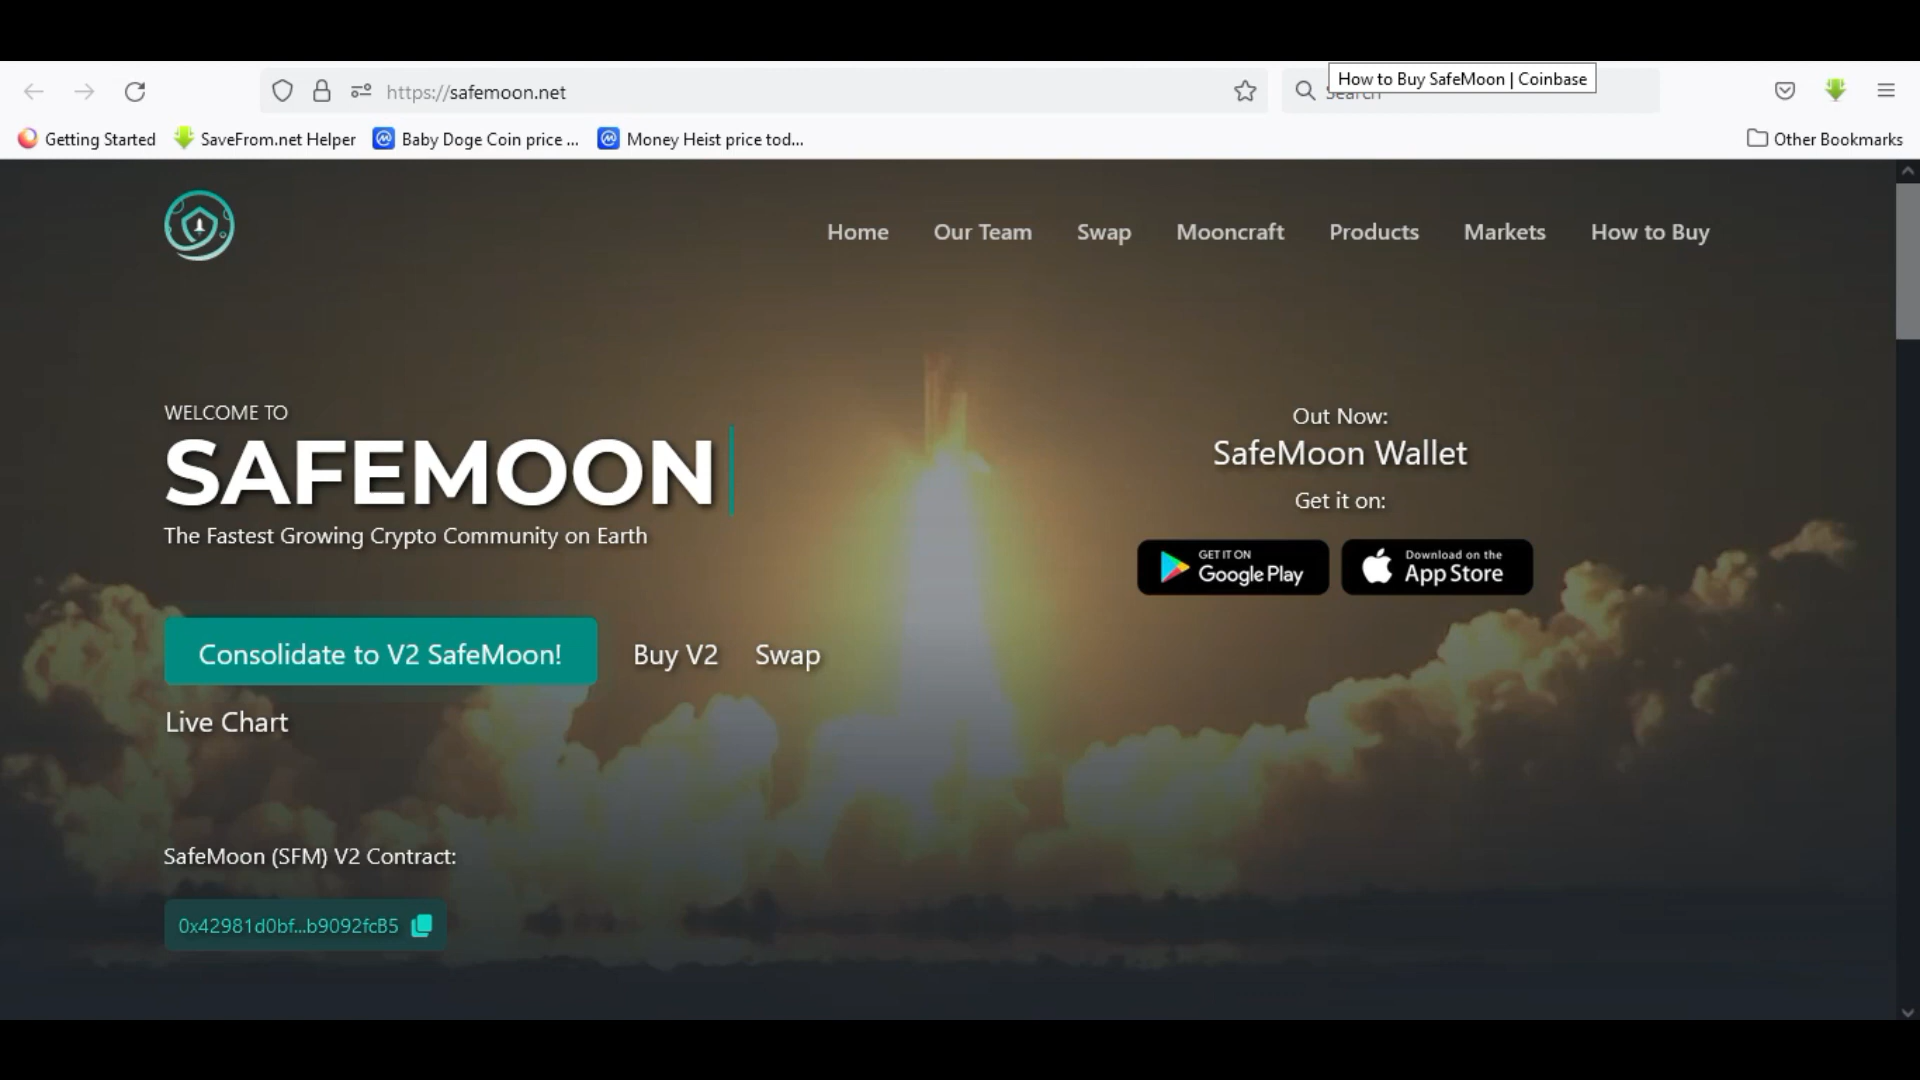 How to Buy SafeMoon | Coinbase
https://safemoon.net
Getting Started
SaveFrom.net Helper
Baby Doge Coin price ...
Money Heist price tod...
Other Bookmarks
Home
Our Team
Swap
Mooncraft
Products
Markets
How to Buy
WELCOME TO
SAFEMOON
The Fastest Growing Crypto Community on Earth
Out Now:
SafeMoon Wallet
Get it on:
GET IT ON
Google Play
Download on the
App Store
Consolidate to V2 SafeMoon!
Buy V2
Swap
Live Chart
SafeMoon (SFM) V2 Contract:
0x42981d0bf...b9092fcB5